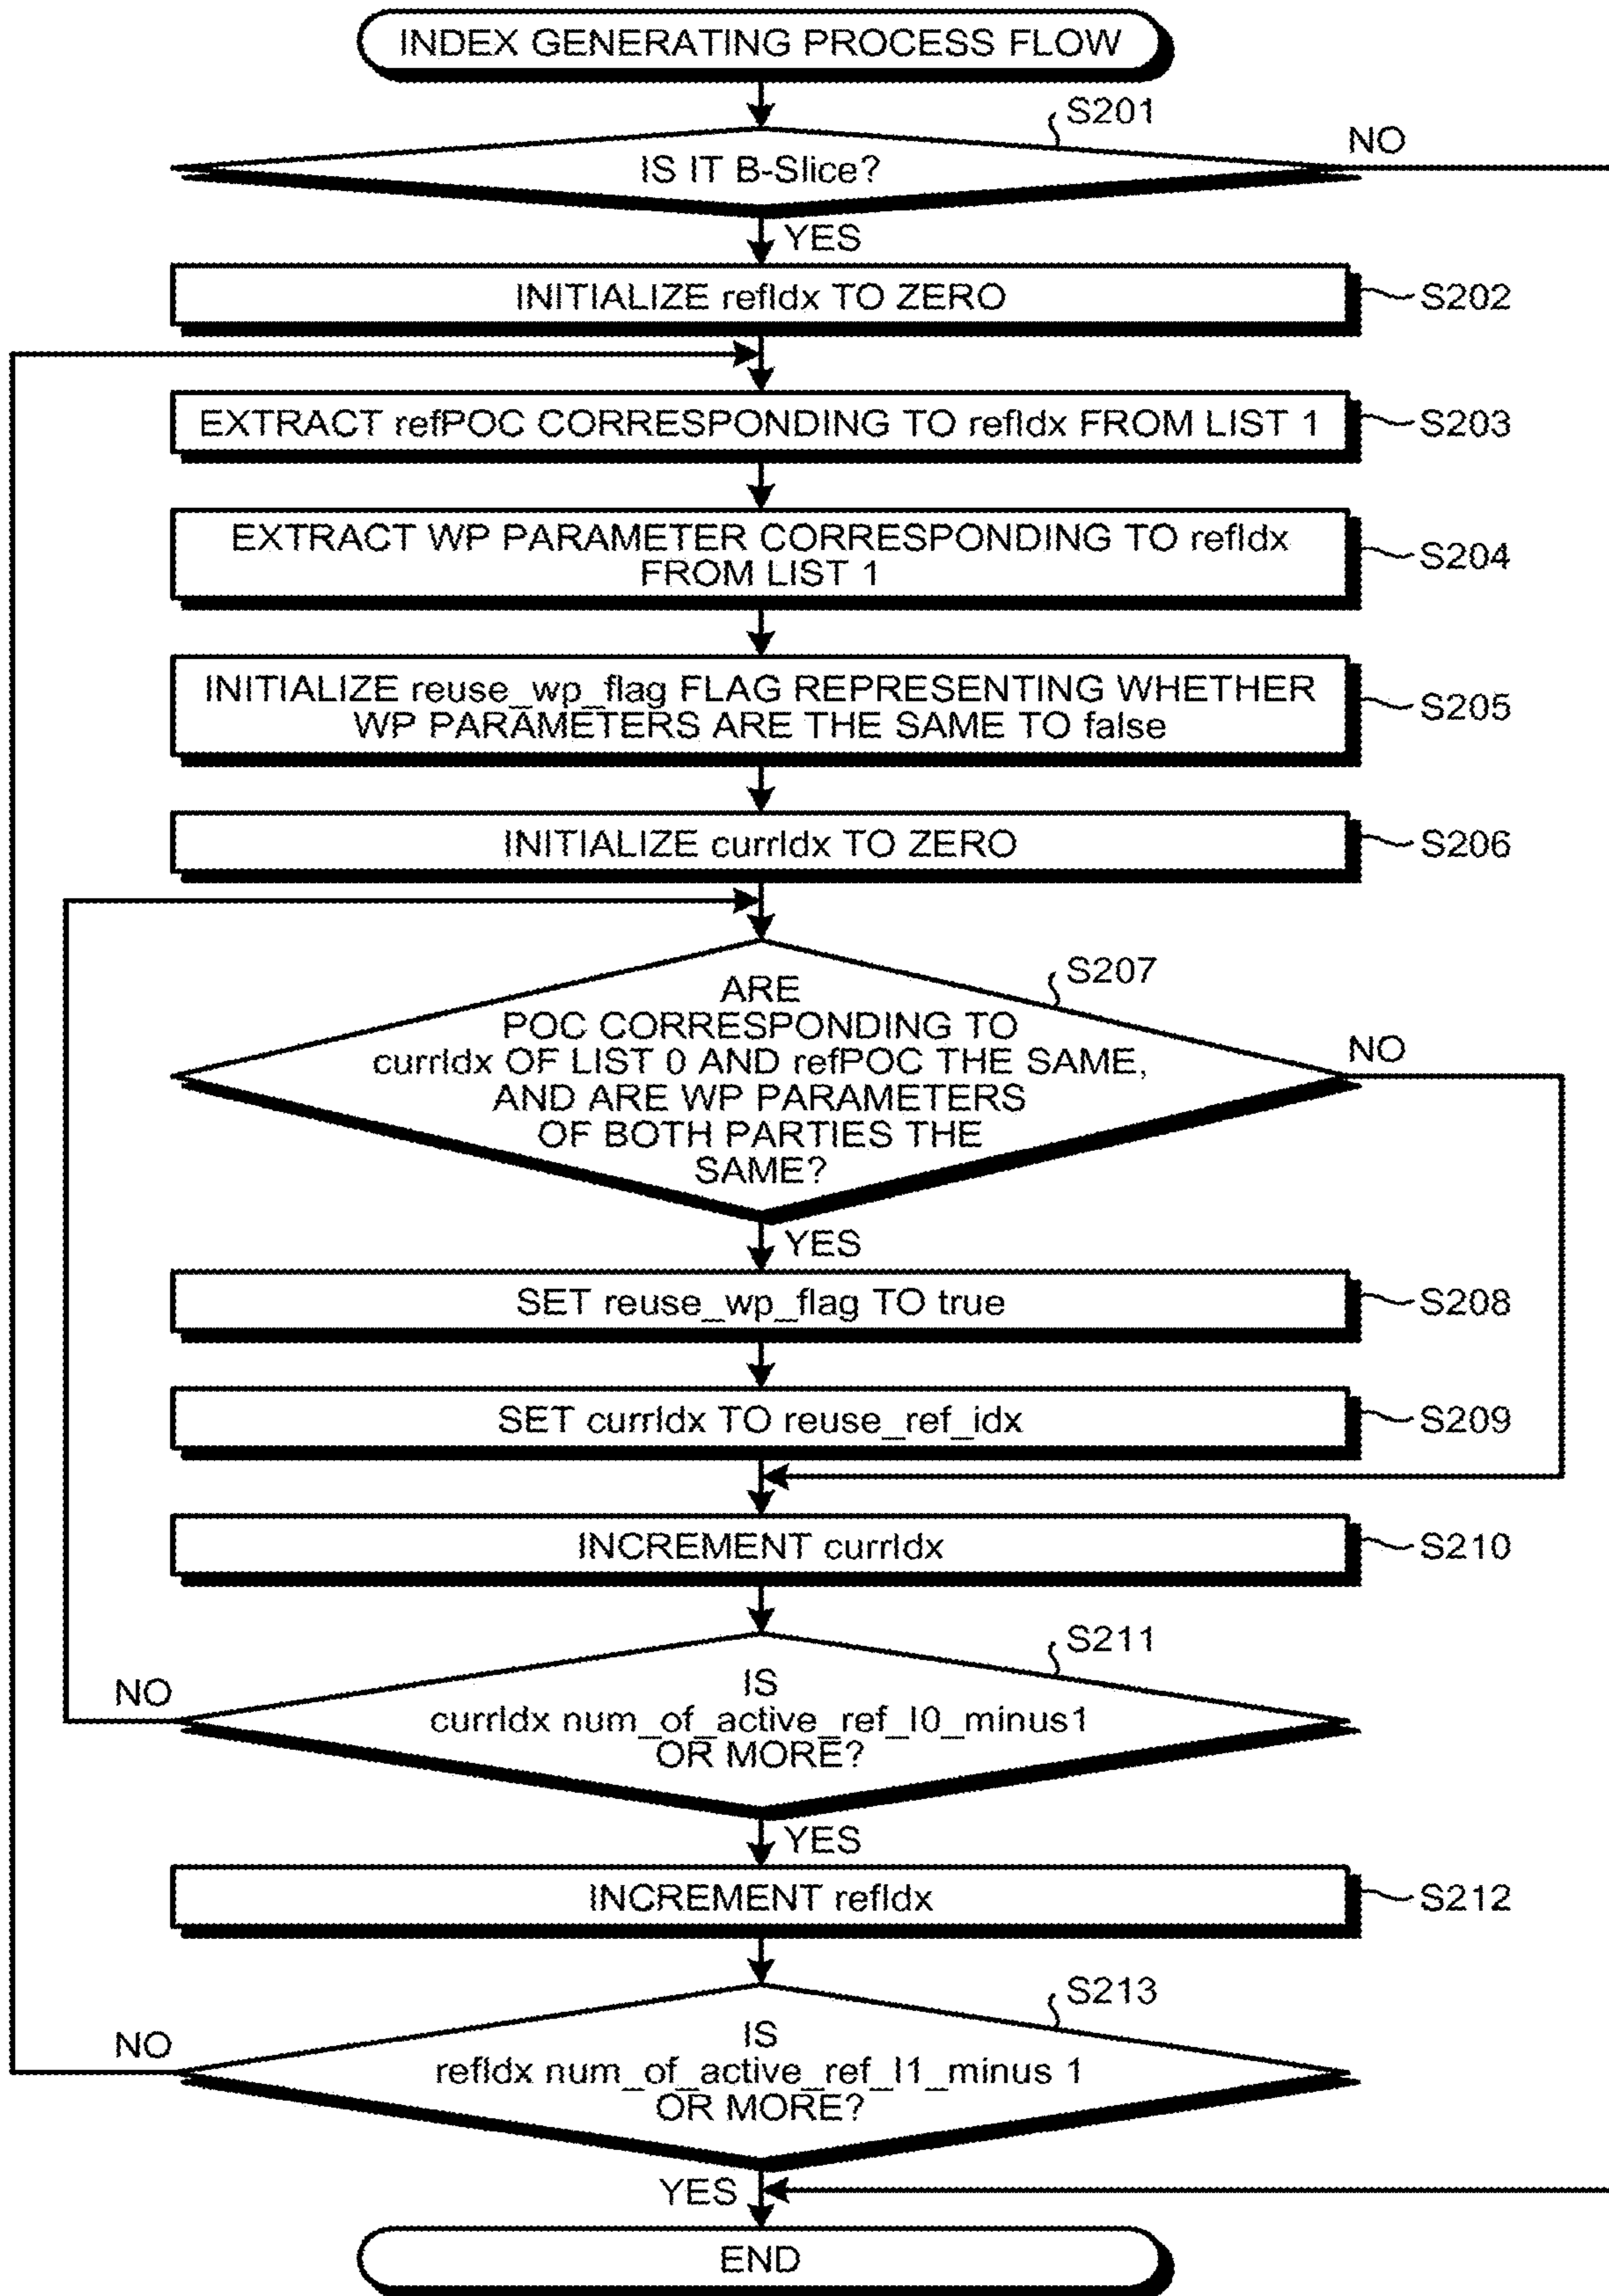 INDEX GENERATING PROCESS FLOW
S201
NO
IS IT B-Slice?
YES
INITIALIZE refIdx TO ZERO
S202
EXTRACT refPOC CORRESPONDING TO refIdx FROM LIST 1
S203
EXTRACT WP PARAMETER CORRESPONDING TO refIdx
FROM LIST 1
S204
INITIALIZE reuse_wp_flag FLAG REPRESENTING WHETHER
WP PARAMETERS ARE THE SAME TO false
S205
INITIALIZE currIdx TO ZERO
S206
S207
ARE
POC CORRESPONDING TO
currIdx OF LIST 0 AND refPOC THE SAME,
AND ARE WP PARAMETERS
OF BOTH PARTIES THE
SAME?
NO
YES
SET reuse_wp_flag TO true
S208
SET currIdx TO reuse_ref_idx
S209
INCREMENT currIdx
S210
S211
NO
IS
currIdx num_of_active_ref_l0_minus1
OR MORE?
YES
INCREMENT refIdx
S212
S213
NO
IS
refIdx num_of_active_ref_l1_minus 1
OR MORE?
YES
END